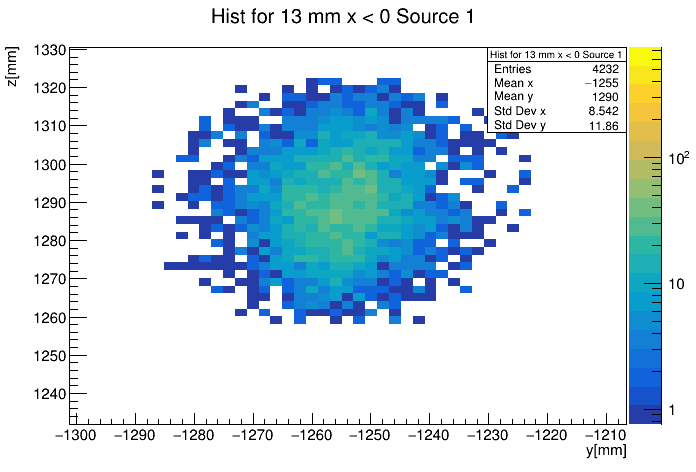 Hist for 13 mm x < 0 Source 1
z[mm]
1330
1320
1310
1300
1290
1280
1270
1260
1250
1240
Hist for 13 mm x < 0 Source 1
Entries 4232
Mean x −1255
Mean y 1290
Std Dev x 8.542
Std Dev y 11.86
10²
10
1
−1300 −1290 −1280 −1270 −1260 −1250 −1240 −1230 −1220 −1210
y[mm]